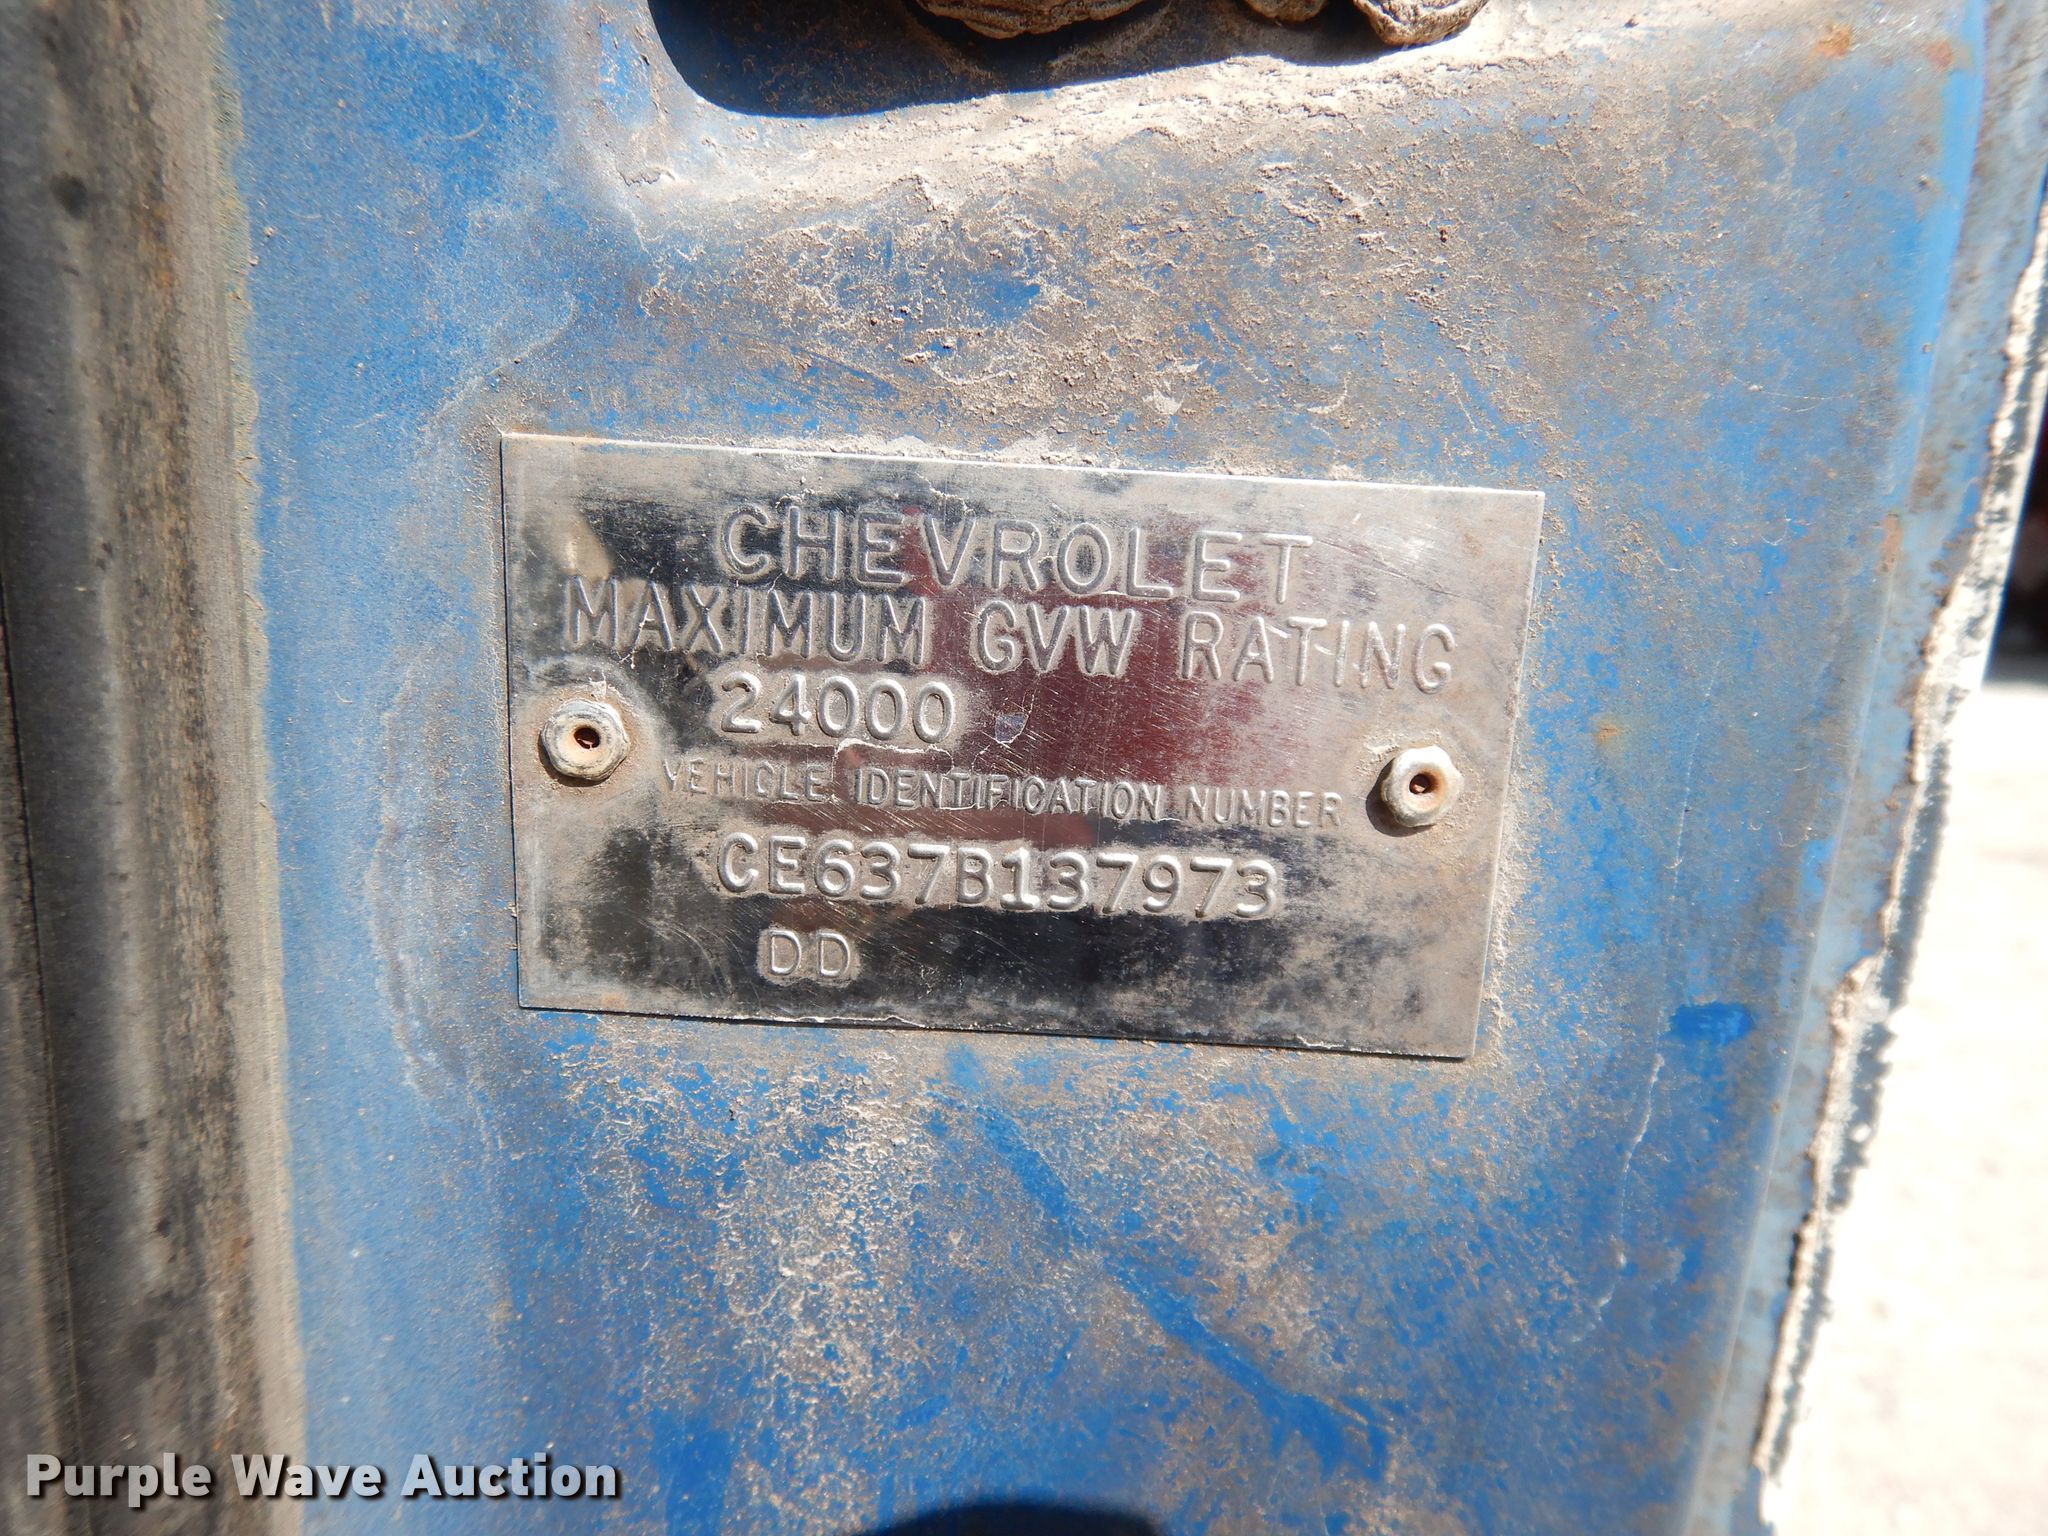 CHEVROLET
MAXIMUM GVW RATING
24000
VEHICLE IDENTIFICATION NUMBER
CE637B137973
DD
Purple Wave Auction